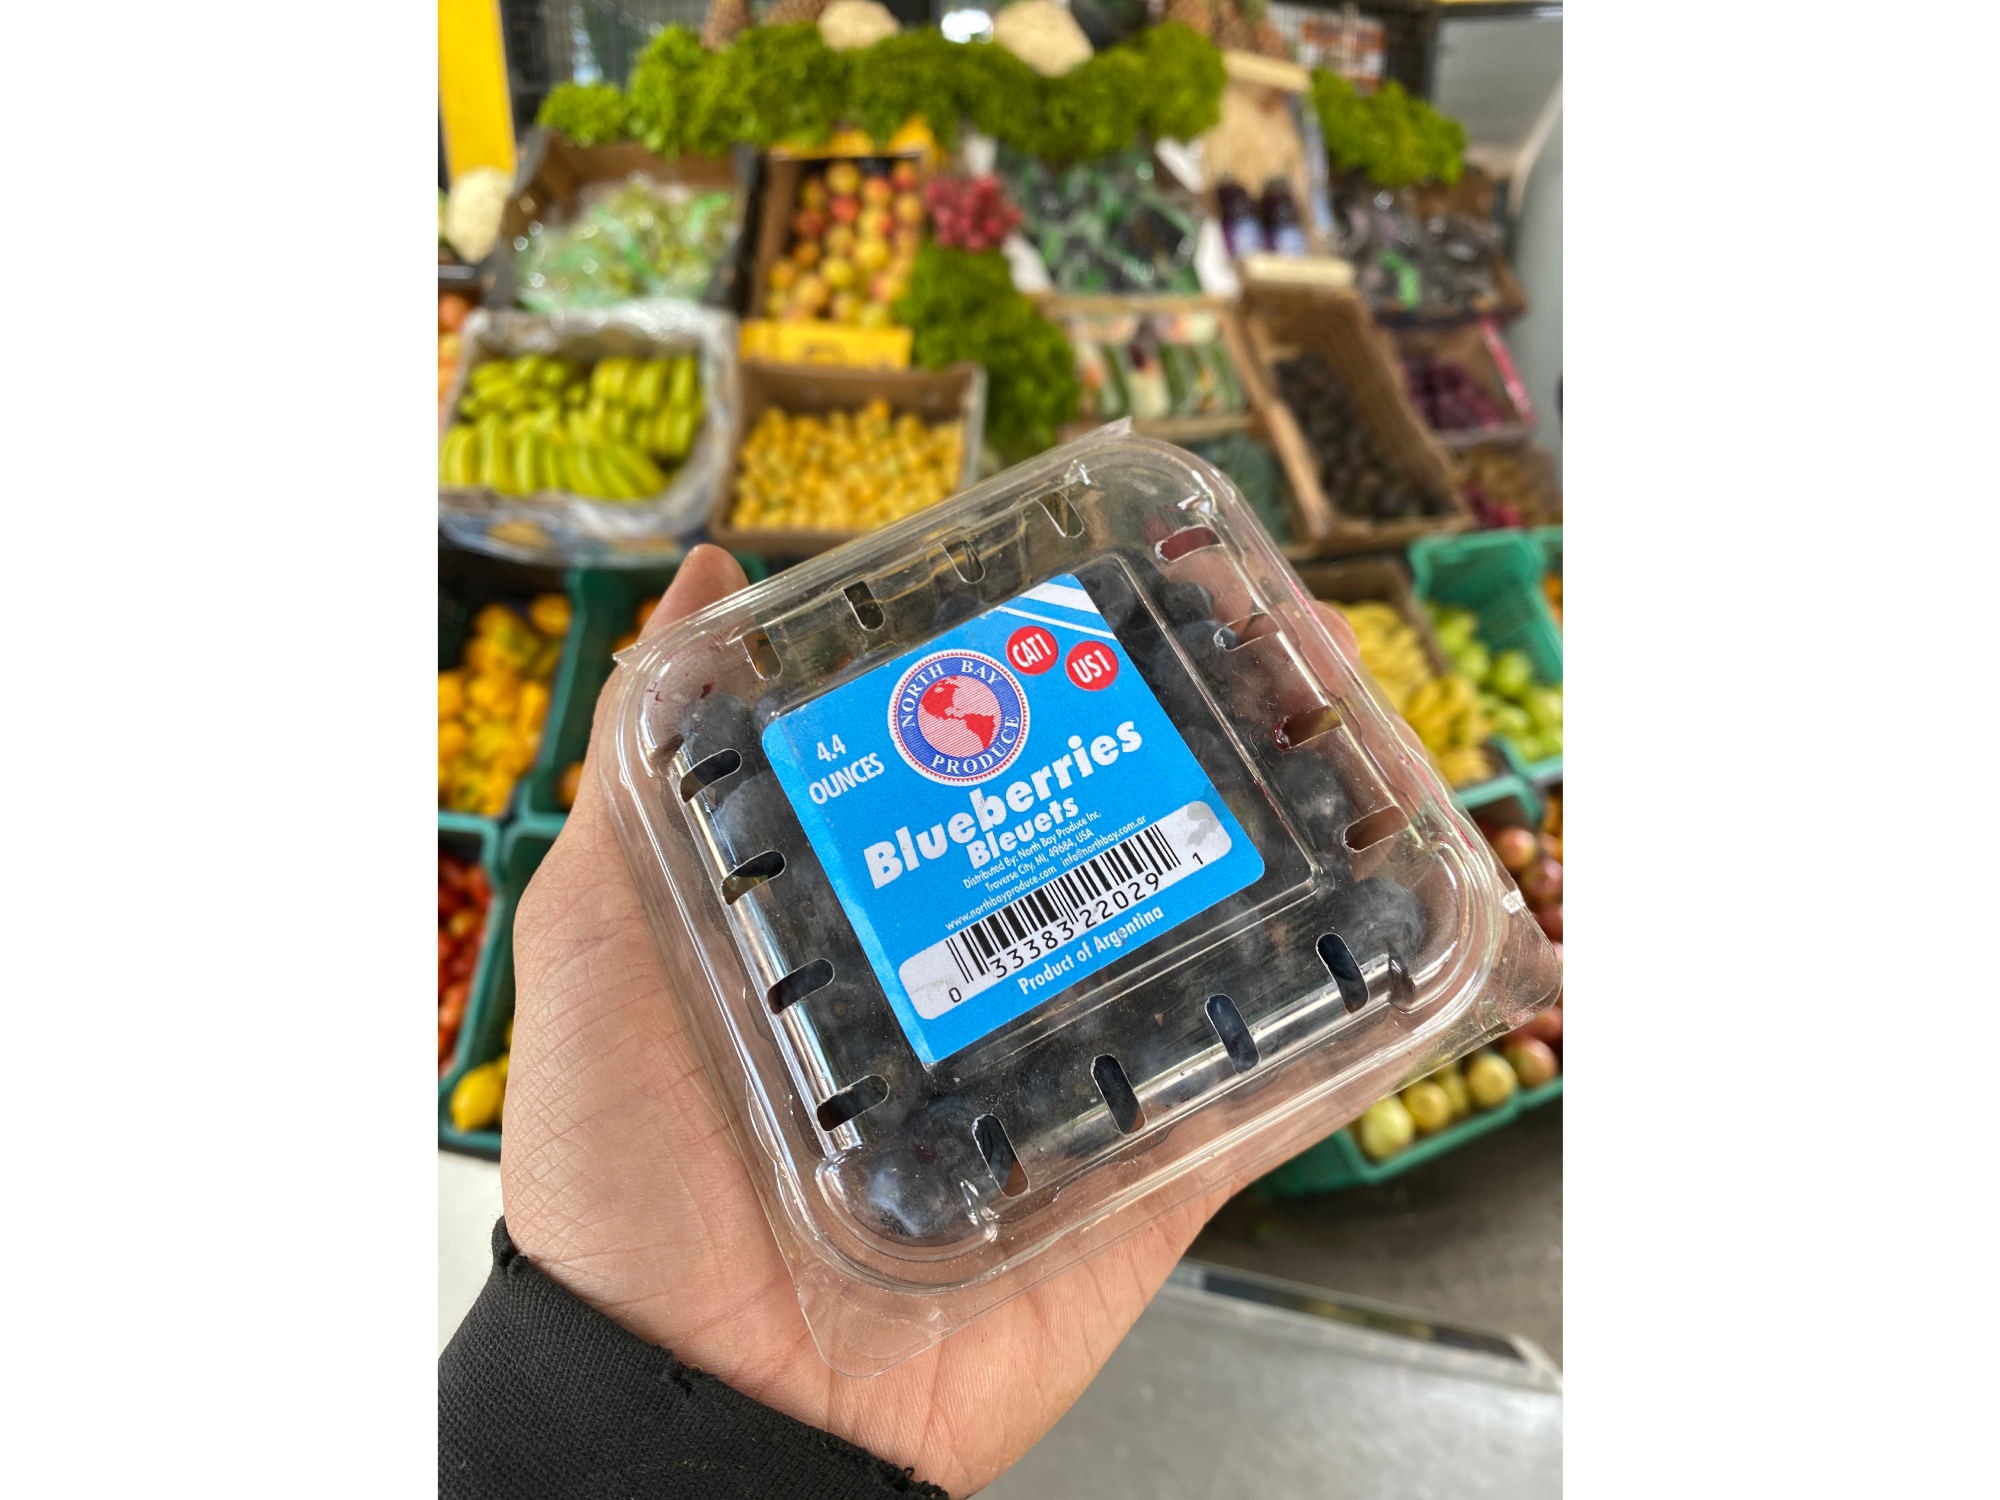 NORTH BAY
PRODUCE
CAT1
US1
4.4
OUNCES
Blueberries
Bleuets
Distributed By: North Bay Produce Inc,
Traverse City, MI, 49684, USA
www.northbayproduce.com info@northbay.com.ar
0 33383 22029 1
Product of Argentina